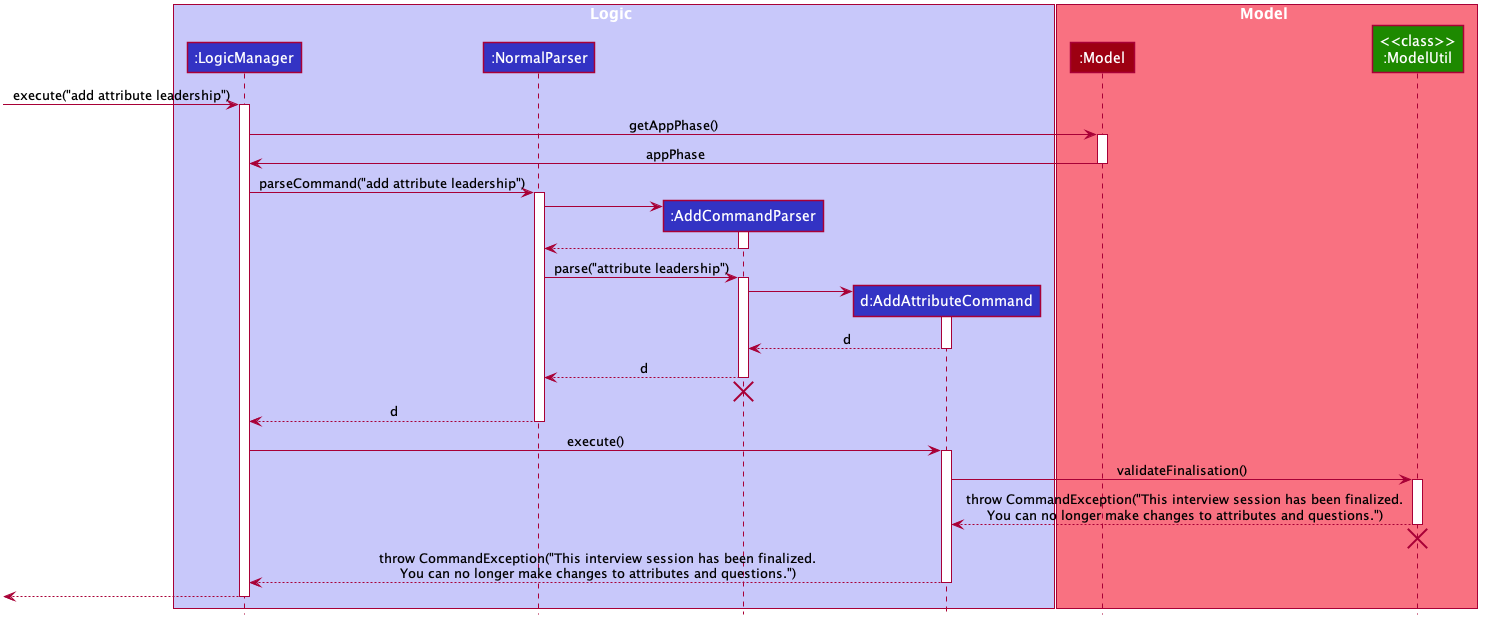 Logic
Model
<<class>>
:ModelUtil
:LogicManager
:NormalParser
:Model
execute("add attribute leadership")
getAppPhase()
appPhase
parseCommand("add attribute leadership")
:AddCommandParser
parse("attribute leadership")
d:AddAttributeCommand
d
d
d
execute()
validateFinalisation()
throw CommandException("This interview session has been finalized.
You can no longer make changes to attributes and questions.")
throw CommandException("This interview session has been finalized.
You can no longer make changes to attributes and questions.")